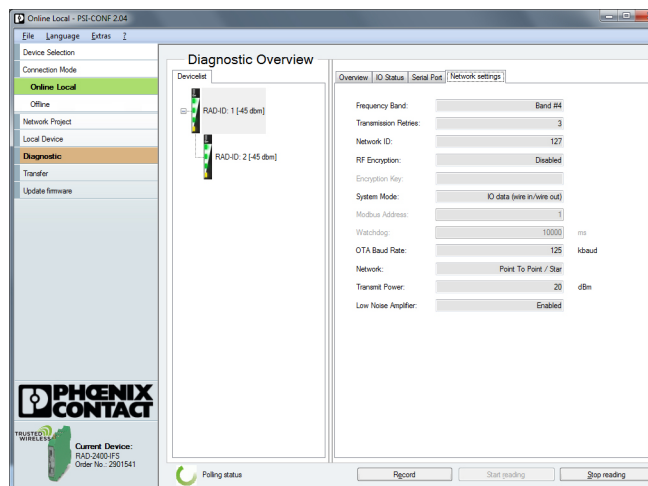 Online Local - PSI-CONF 2.04
File Language Extras ?
Device Selection
Connection Mode
Online Local
Offline
Network Project
Local Device
Diagnostic
Transfer
Update firmware
PHŒNIX
CONTACT
TRUSTED
WIRELESS
Current Device:
RAD-2400-IFS
Order No.: 2901541
Diagnostic Overview
Devicelist
RAD-ID: 1 [-45 dbm]
RAD-ID: 2 [-45 dbm]
Overview IO Status Serial Port Network settings
Frequency Band: Band #4
Transmission Retries: 3
Network ID: 127
RF Encryption: Disabled
Encryption Key:
System Mode: IO data (wire in/wire out)
Modbus Address: 1
Watchdog: 10000 ms
OTA Baud Rate: 125 kbaud
Network: Point To Point / Star
Transmit Power: 20 dBm
Low Noise Amplifier: Enabled
Polling status
Record Start reading Stop reading